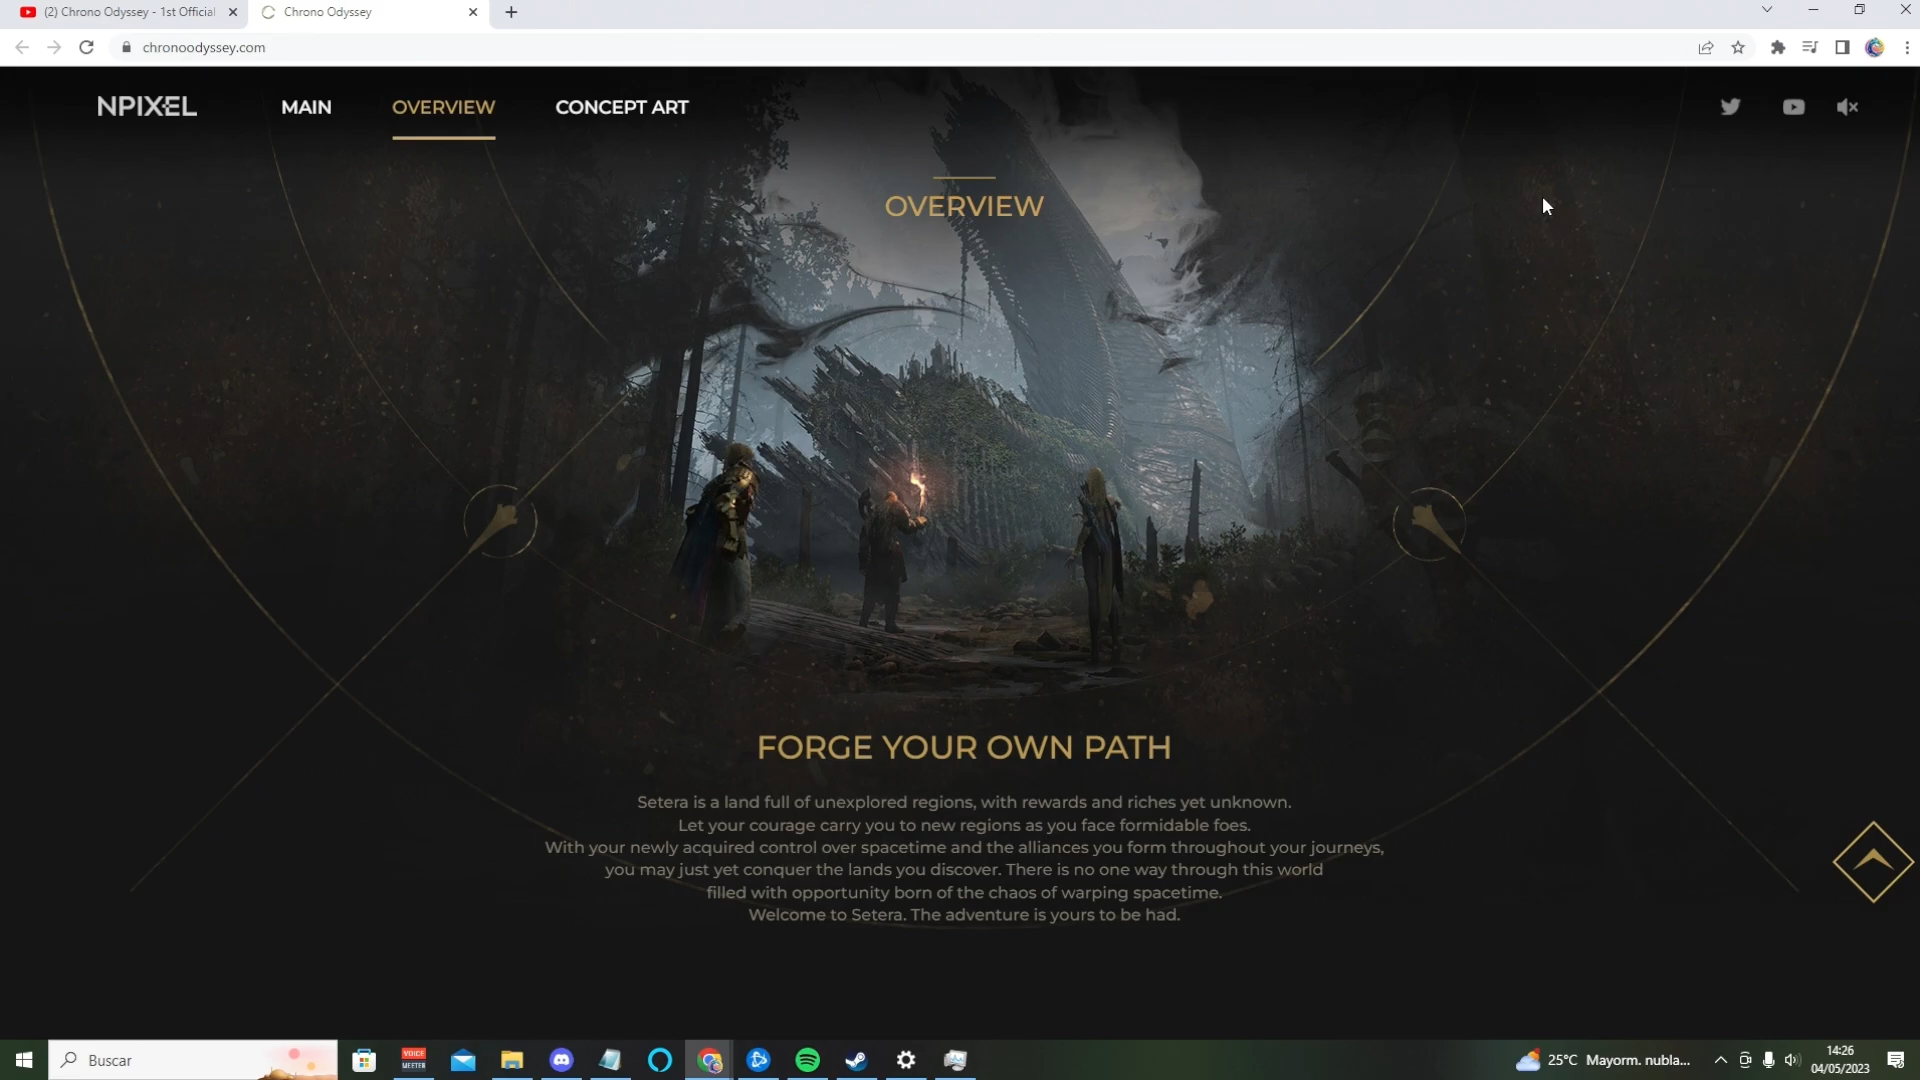 (2) Chrono Odyssey - 1st Official
Chrono Odyssey
chronoodyssey.com
NPIXEL
MAIN
OVERVIEW
CONCEPT ART
OVERVIEW
FORGE YOUR OWN PATH
Setera is a land full of unexplored regions, with rewards and riches yet unknown.
Let your courage carry you to new regions as you face formidable foes.
With your newly acquired control over spacetime and the alliances you form throughout your journeys,
you may just yet conquer the lands you discover. There is no one way through this world
filled with opportunity born of the chaos of warping spacetime.
Welcome to Setera. The adventure is yours to be had.
Buscar
VOICE
MEETER
25°C Mayorm. nubla...
14:26
04/05/2023